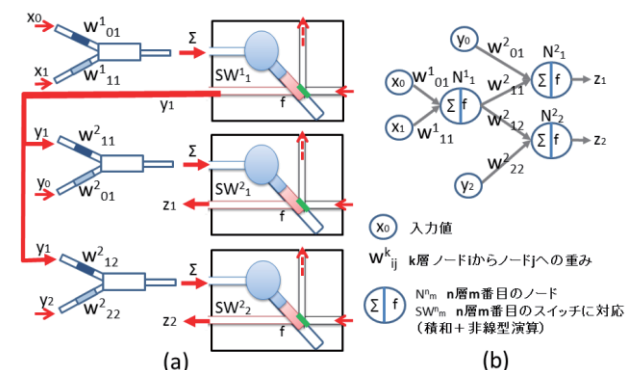 x₀
w¹₀₁
x₁
w¹₁₁
Σ
SW¹₁
f
y₁
y₁
w²₁₁
y₀
w²₀₁
Σ
SW²₁
z₁
f
y₁
w²₁₂
y₂
w²₂₂
Σ
SW²₂
z₂
f
(a)
y₀
w²₀₁
N²₁
x₀
w¹₀₁
N¹₁
Σ f
w²₁₁
Σ f
z₁
x₁
w¹₁₁
w²₁₂
N²₂
Σ f
z₂
y₂
w²₂₂
x₀ 入力値
wᵏᵢⱼ k層ノードiからノードjへの重み
Σ f
Nⁿₘ n層m番目のノード
SWⁿₘ n層m番目のスイッチに対応
(積和+非線型演算)
(b)